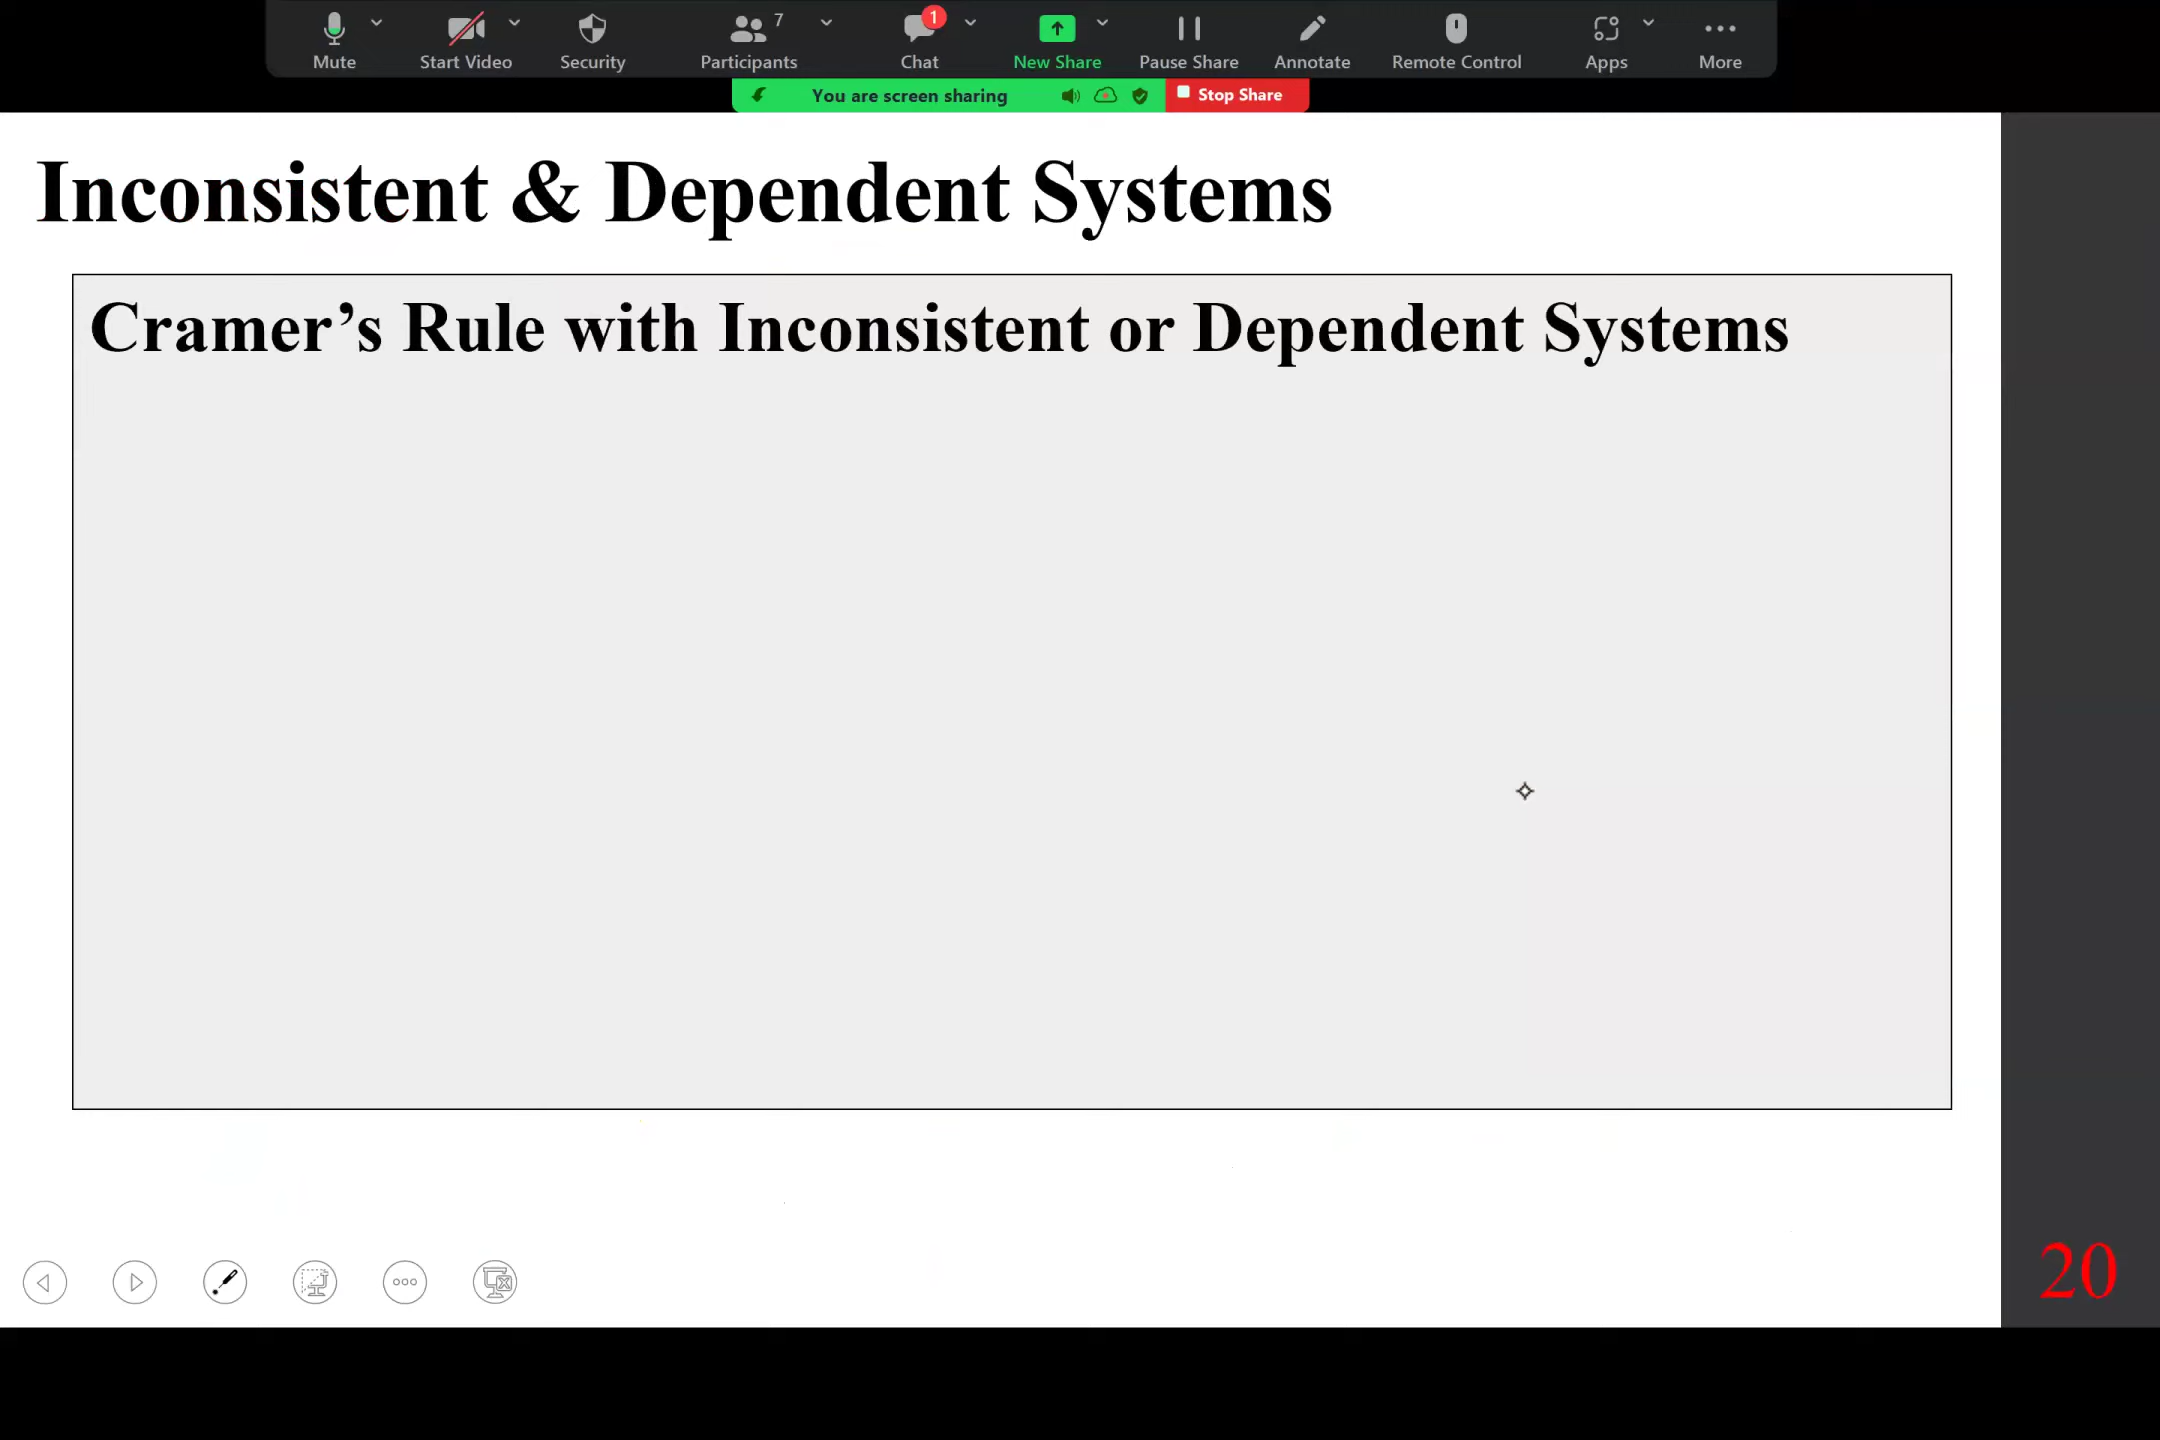 7
1
Mute
Start Video
Security
Participants
Chat
New Share
Pause Share
Annotate
Remote Control
Apps
More
You are screen sharing
Stop Share
Inconsistent & Dependent Systems
Cramer’s Rule with Inconsistent or Dependent Systems
20